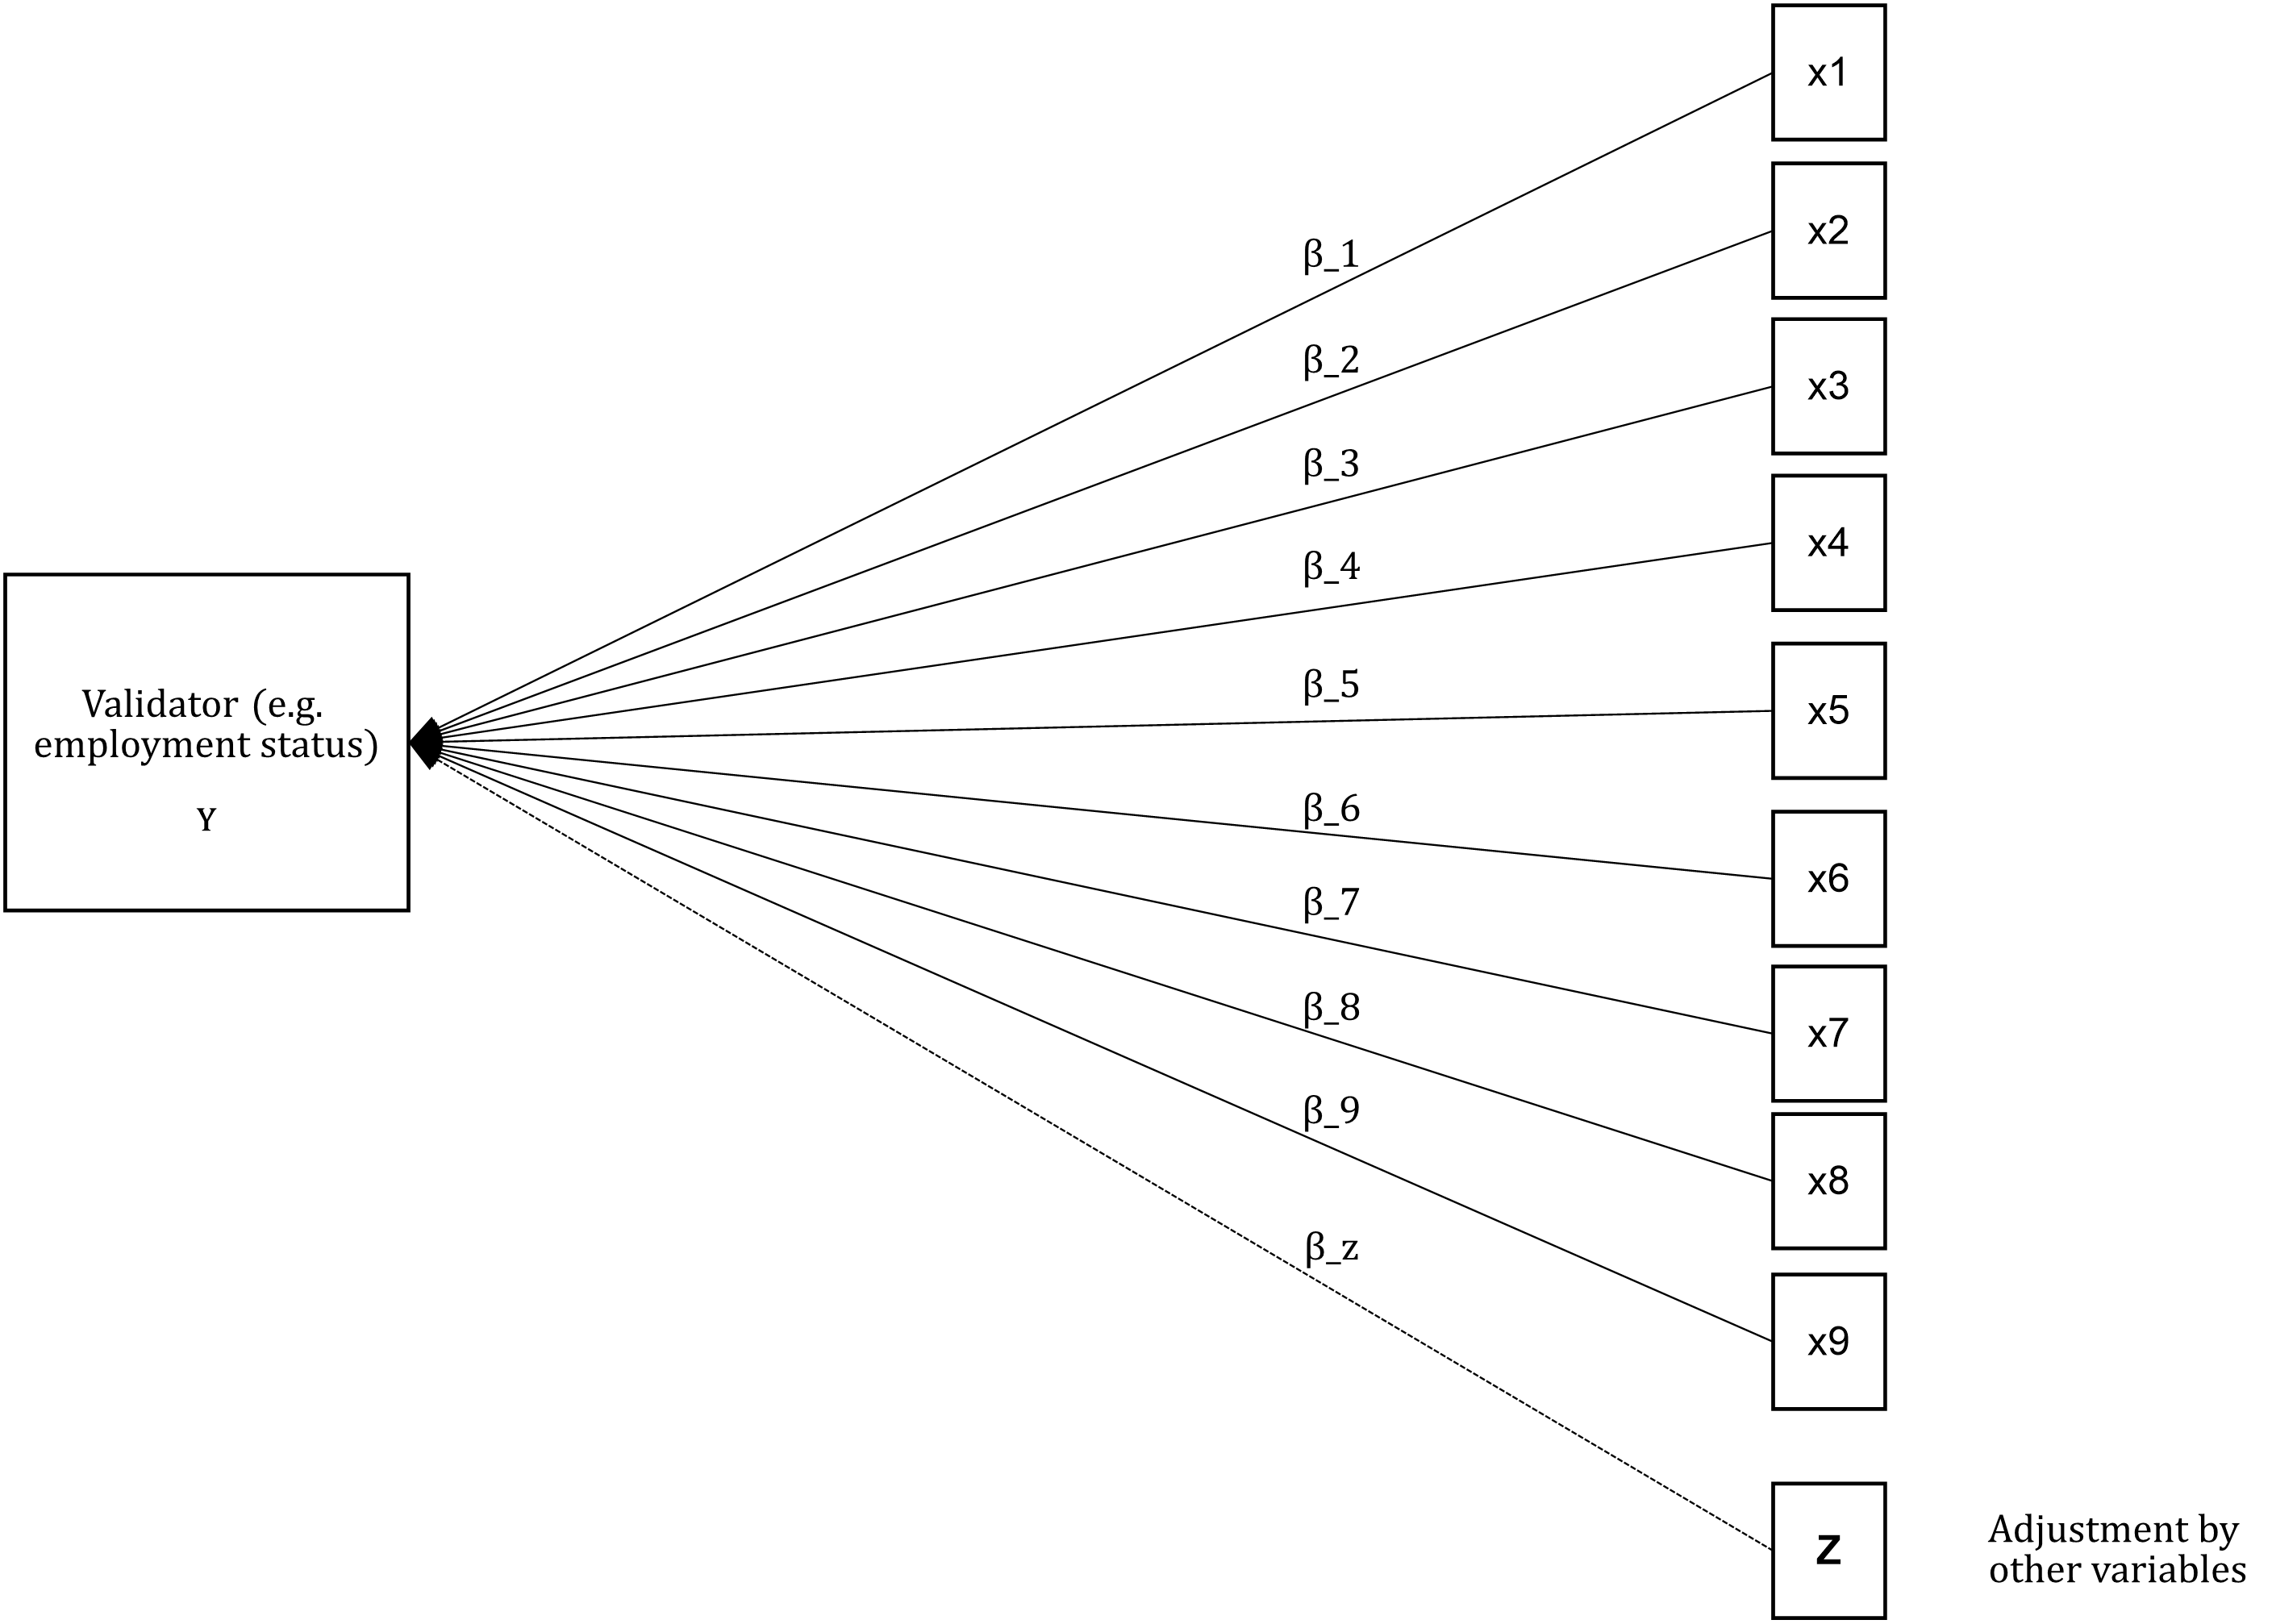 x1
x2
β_1
x3
β_2
β_3
x4
β_4
β_5
x5
Validator (e.g.
employment status)
Y
β_6
x6
β_7
x7
β_8
β_9
x8
β_z
x9
z
Adjustment by
other variables